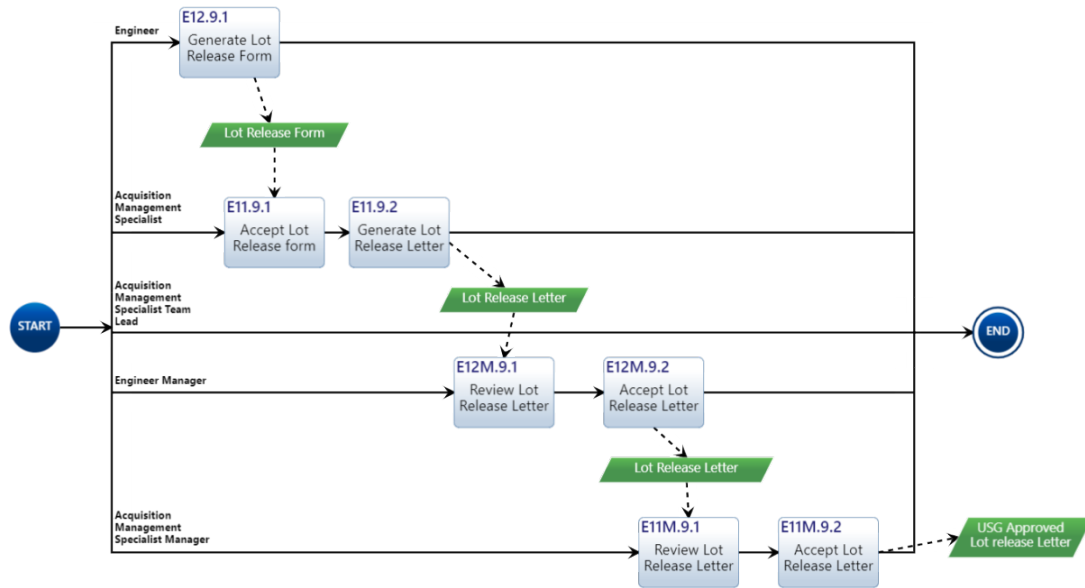 E12.9.1
Engineer
Generate Lot
Release Form
Lot Release Form
Acquisition
Management
Specialist
E11.9.1
Accept Lot
Release form
E11.9.2
Generate Lot
Release Letter
Acquisition
Management
Specialist Team
Lead
Lot Release Letter
START
END
E12M.9.1
Review Lot
Release Letter
E12M.9.2
Accept Lot
Release Letter
Engineer Manager
Lot Release Letter
Acquisition
Management
Specialist Manager
E11M.9.1
Review Lot
Release Letter
E11M.9.2
Accept Lot
Release Letter
USG Approved
Lot release Letter